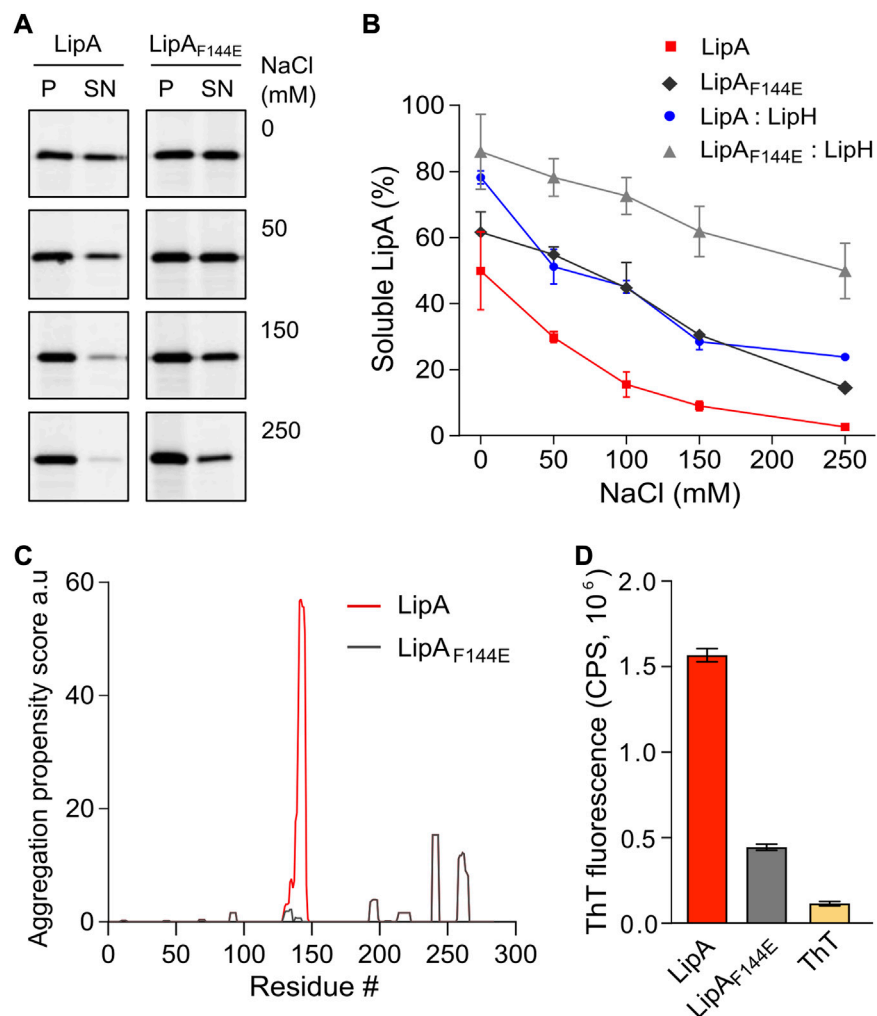 A
LipA LipAF144E
P SN P SN
NaCl
(mM)
0
50
150
250
B
LipA
LipAF144E
LipA : LipH
LipAF144E : LipH
Soluble LipA (%)
100
80
60
40
20
0
0 50 100 150 200 250
NaCl (mM)
C
Aggregation propensity score a.u
60
40
20
0
LipA
LipAF144E
0 50 100 150 200 250 300
Residue #
D
ThT fluorescence (CPS, 10⁶)
2.0
1.5
1.0
0.5
0.0
LipA
LipAF144E
ThT